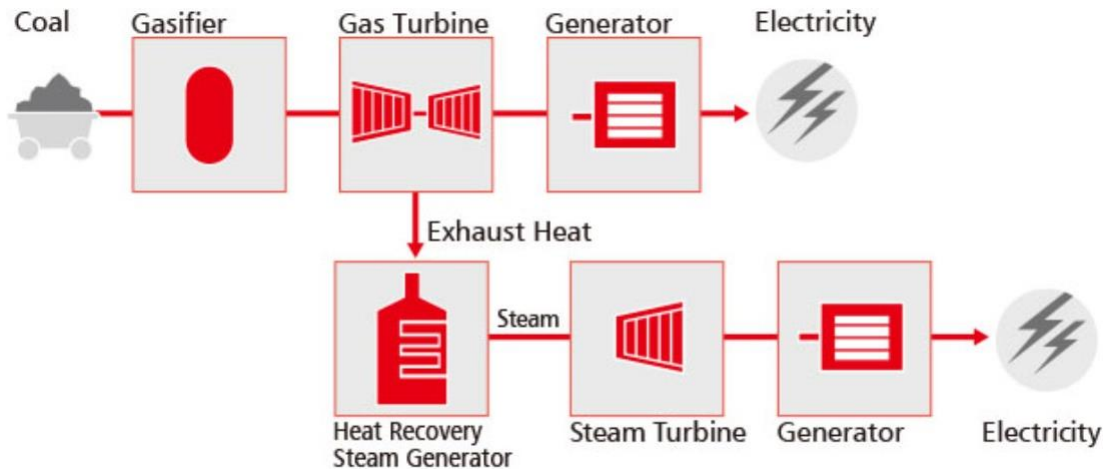 Coal
Gasifier
Gas Turbine
Generator
Electricity
Exhaust Heat
Steam
Heat Recovery
Steam Generator
Steam Turbine
Generator
Electricity